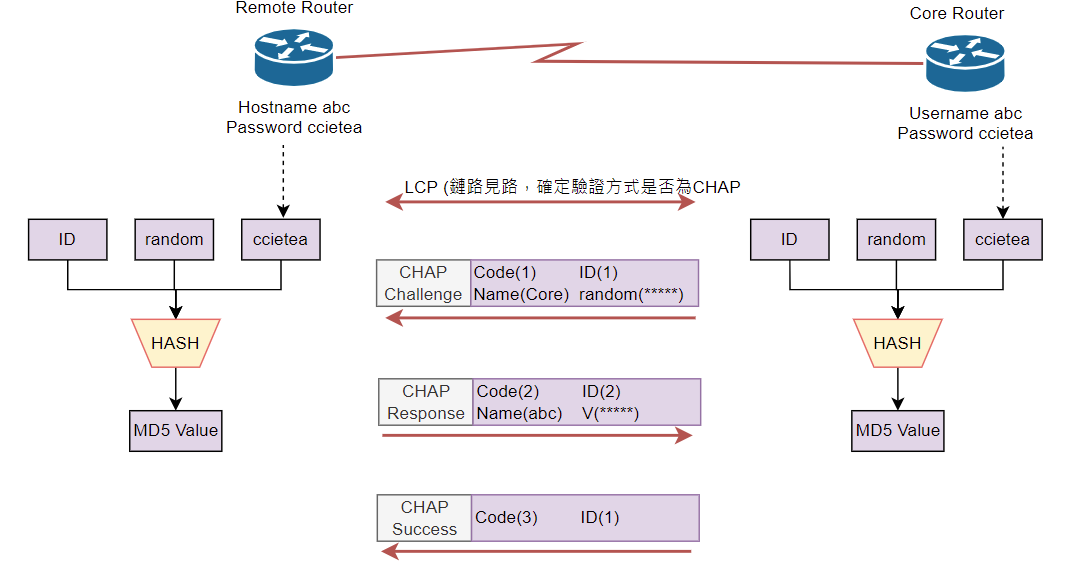 Remote Router
Core Router
Hostname abc
Password ccietea
Username abc
Password ccietea
LCP (鏈路見路，確定驗證方式是否為CHAP
ID
random
ccietea
ID
random
ccietea
CHAP
Challenge
Code(1) ID(1)
Name(Core) random(*****)
HASH
HASH
CHAP
Response
Code(2) ID(2)
Name(abc) V(*****)
MD5 Value
MD5 Value
CHAP
Success
Code(3) ID(1)